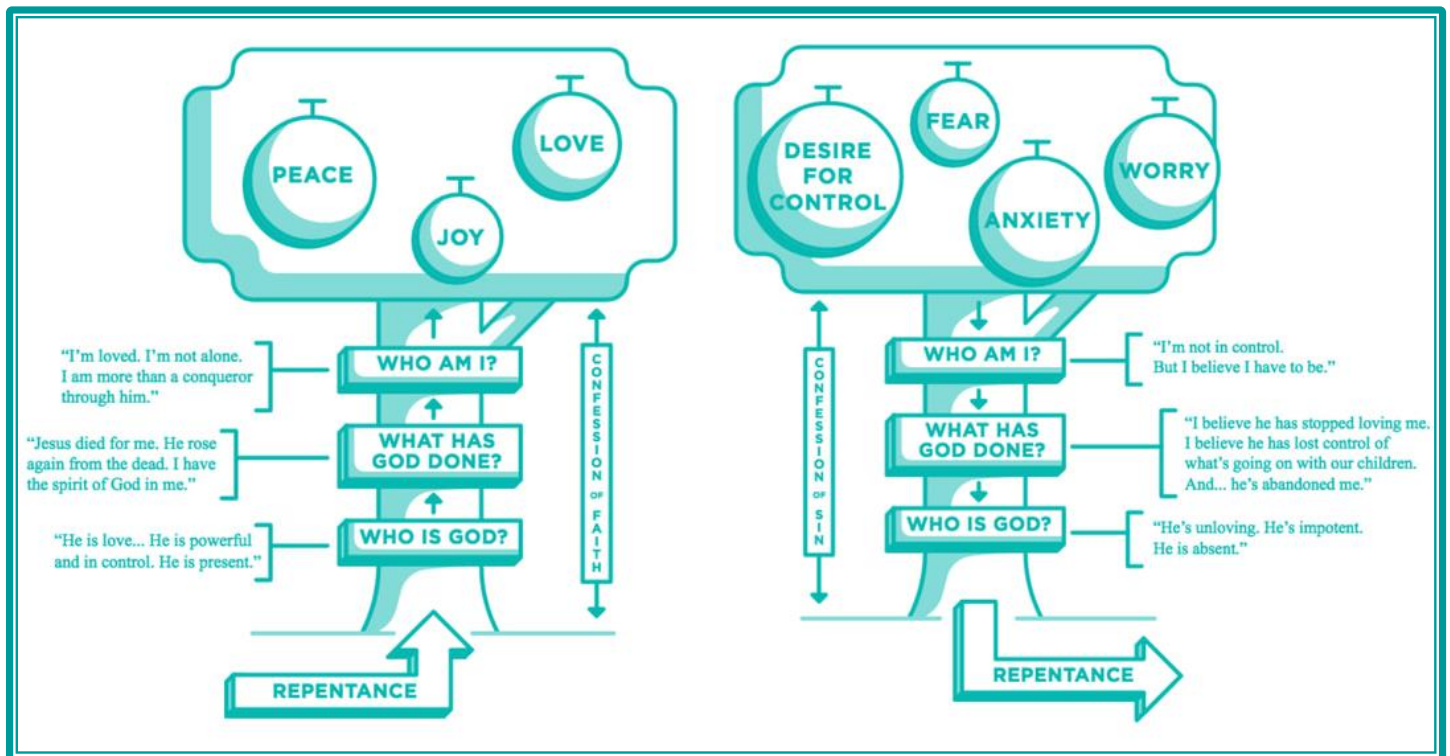 PEACE
LOVE
JOY
“I’m loved. I’m not alone.
I am more than a conqueror
through him.”
WHO AM I?
“Jesus died for me. He rose
again from the dead. I have
the spirit of God in me.”
WHAT HAS
GOD DONE?
“He is love... He is powerful
and in control. He is present.”
WHO IS GOD?
CONFESSION OF FAITH
REPENTANCE
DESIRE
FOR
CONTROL
FEAR
ANXIETY
WORRY
CONFESSION OF SIN
WHO AM I?
“I’m not in control.
But I believe I have to be.”
WHAT HAS
GOD DONE?
“I believe he has stopped loving me.
I believe he has lost control of
what’s going on with our children.
And... he’s abandoned me.”
WHO IS GOD?
“He’s unloving. He’s impotent.
He is absent.”
REPENTANCE